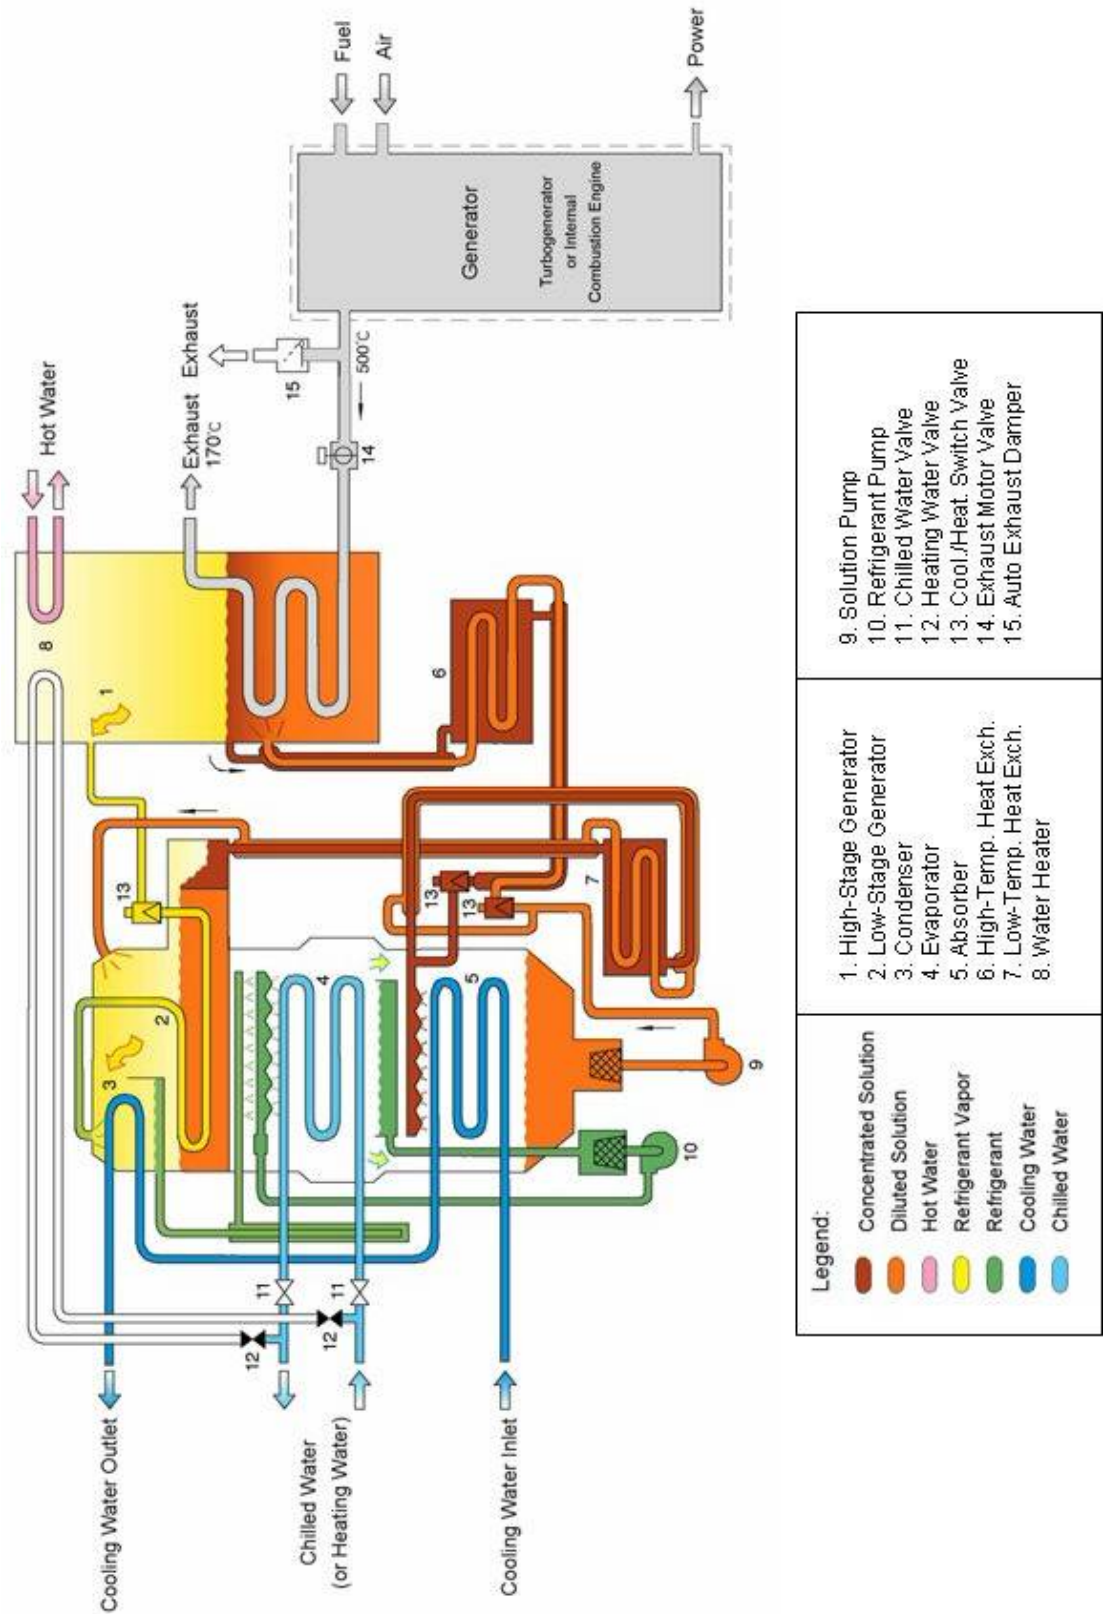 Cooling Water Outlet
Chilled Water
(or Heating Water)
Cooling Water Inlet
Hot Water
Exhaust
170℃
Exhaust
500℃
Fuel
Air
Power
Generator
Turbogenerator
or Internal
Combustion Engine
1
2
3
4
5
6
7
8
9
10
11
11
12
12
13
13
13
14
15
Legend:
Concentrated Solution
Diluted Solution
Hot Water
Refrigerant Vapor
Refrigerant
Cooling Water
Chilled Water
1. High-Stage Generator
2. Low-Stage Generator
3. Condenser
4. Evaporator
5. Absorber
6. High-Temp. Heat Exch.
7. Low-Temp. Heat Exch.
8. Water Heater
9. Solution Pump
10. Refrigerant Pump
11. Chilled Water Valve
12. Heating Water Valve
13. Cool./Heat. Switch Valve
14. Exhaust Motor Valve
15. Auto Exhaust Damper